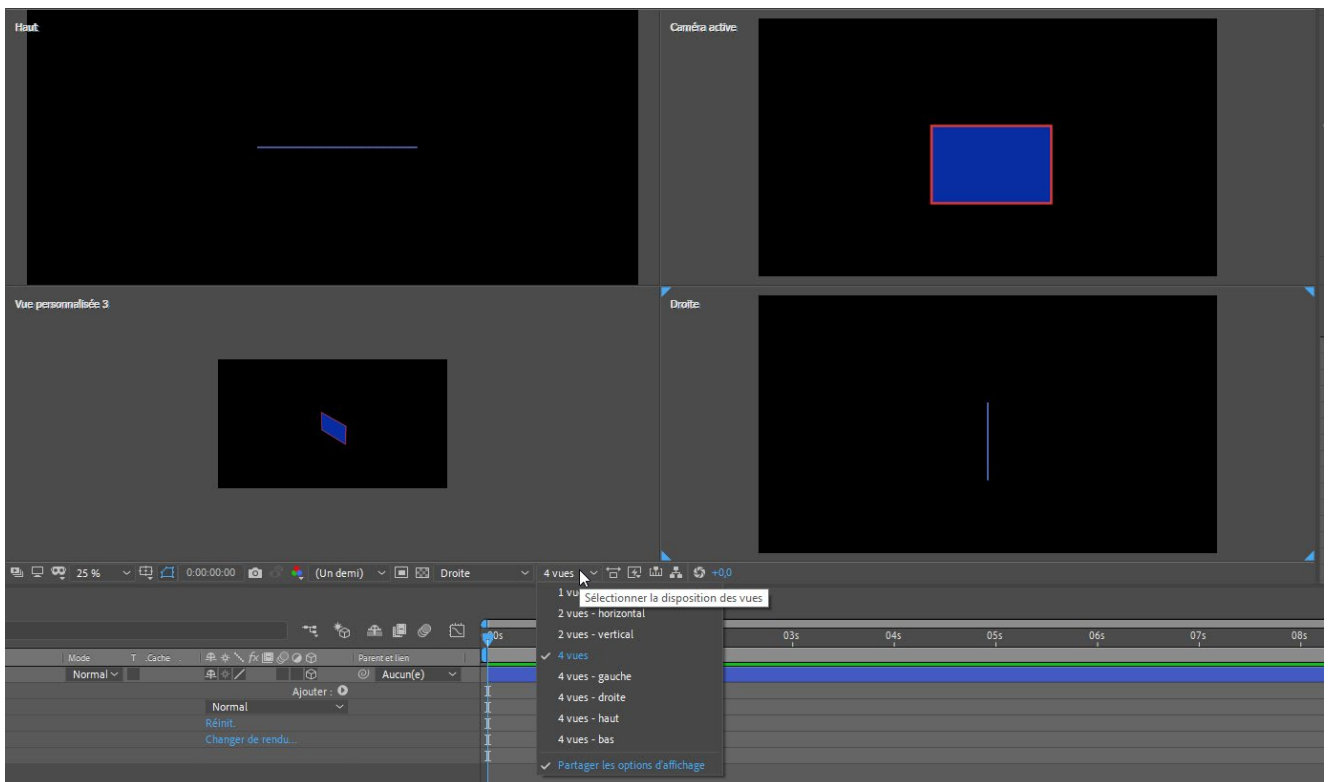 Haut
Caméra active
Vue personnalisée 3
Droite
25 %
0:00:00:00
(Un demi)
Droite
4 vues
+0,0
Sélectionner la disposition des vues
2 vues - horizontal
2 vues - vertical
4 vues
4 vues - gauche
4 vues - droite
4 vues - haut
4 vues - bas
Partager les options d'affichage
03s 04s 05s 06s 07s 08s
Mode T .Cache fx Parent et lien
Normal Aucun(e)
Ajouter :
Normal
Réinit.
Changer de rendu...